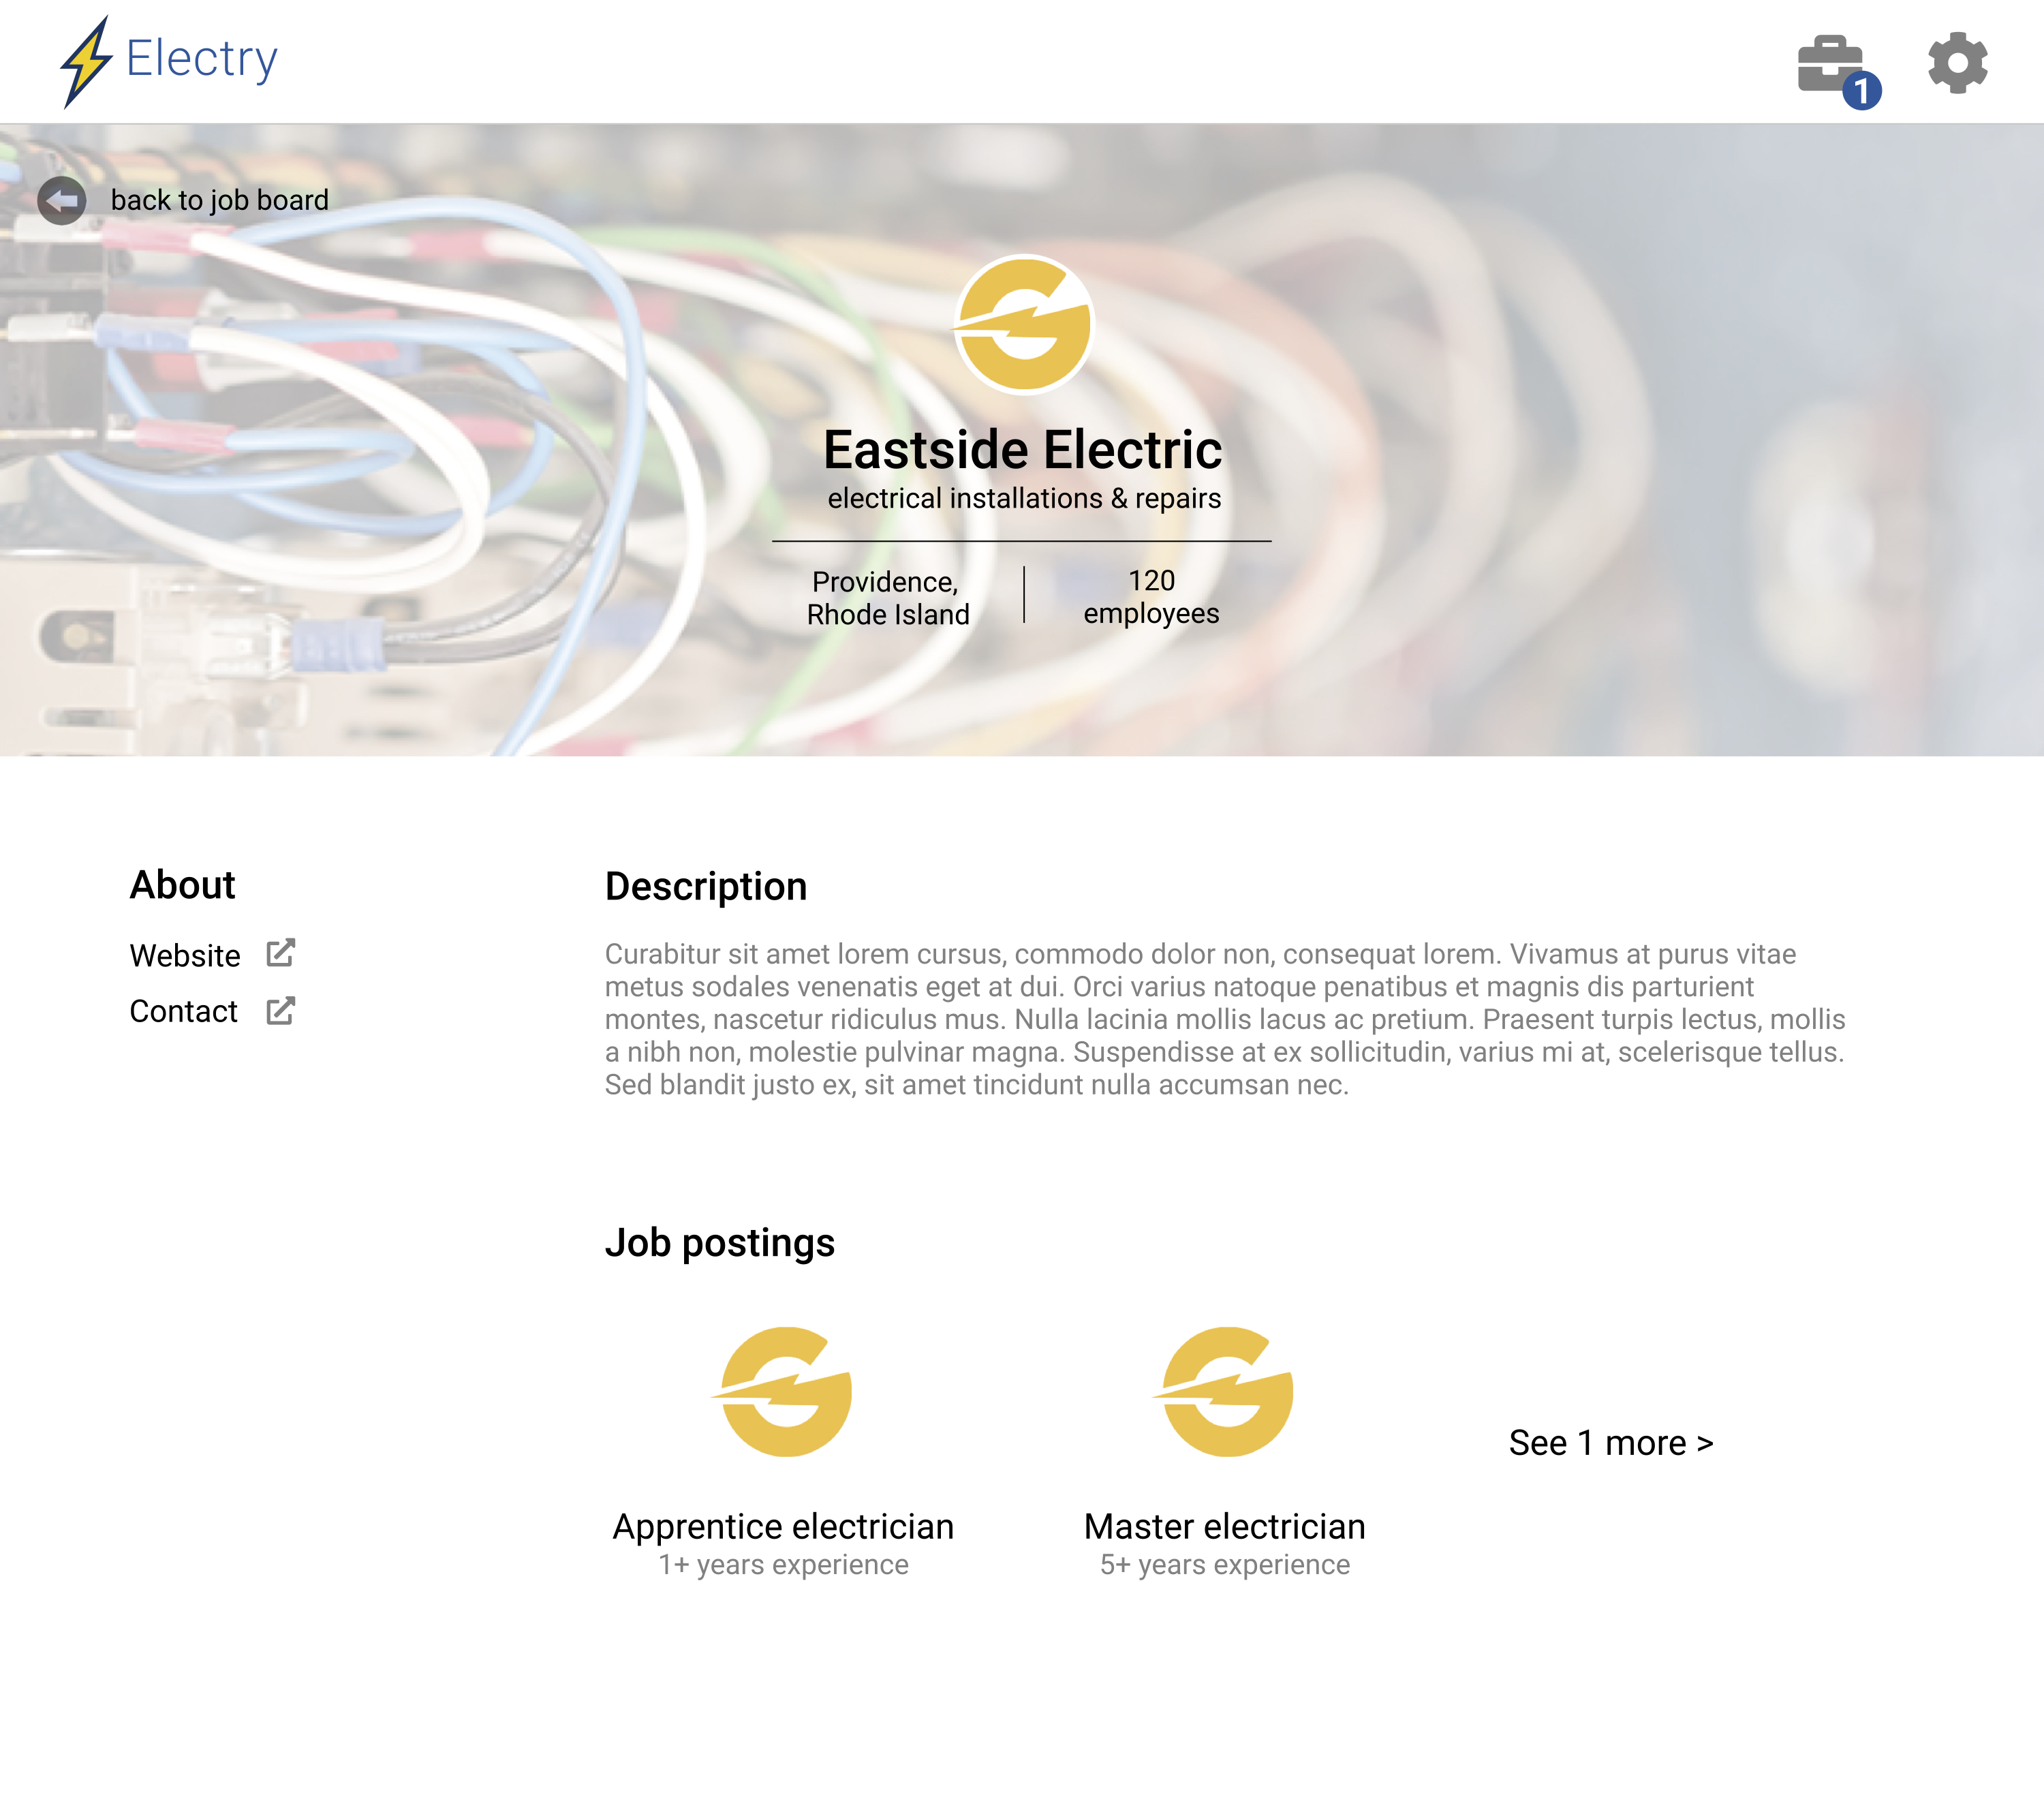 Electry
1
back to job board
Eastside Electric
electrical installations & repairs
Providence,
Rhode Island
120
employees
About
Website
Contact
Description
Curabitur sit amet lorem cursus, commodo dolor non, consequat lorem. Vivamus at purus vitae
metus sodales venenatis eget at dui. Orci varius natoque penatibus et magnis dis parturient
montes, nascetur ridiculus mus. Nulla lacinia mollis lacus ac pretium. Praesent turpis lectus, mollis
a nibh non, molestie pulvinar magna. Suspendisse at ex sollicitudin, varius mi at, scelerisque tellus.
Sed blandit justo ex, sit amet tincidunt nulla accumsan nec.
Job postings
Apprentice electrician
1+ years experience
Master electrician
5+ years experience
See 1 more >